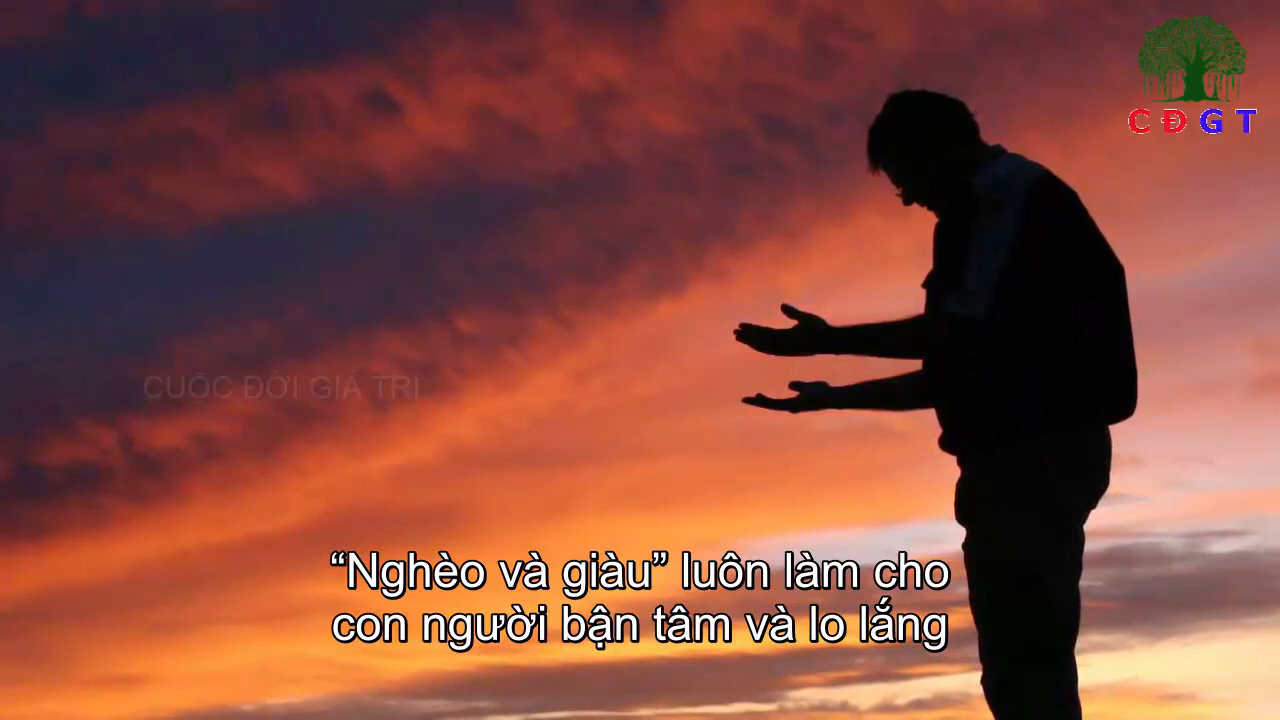 CĐGT
CUỘC ĐỜI GIÁ TRỊ
“Nghèo và giàu” luôn làm cho
con người bận tâm và lo lắng